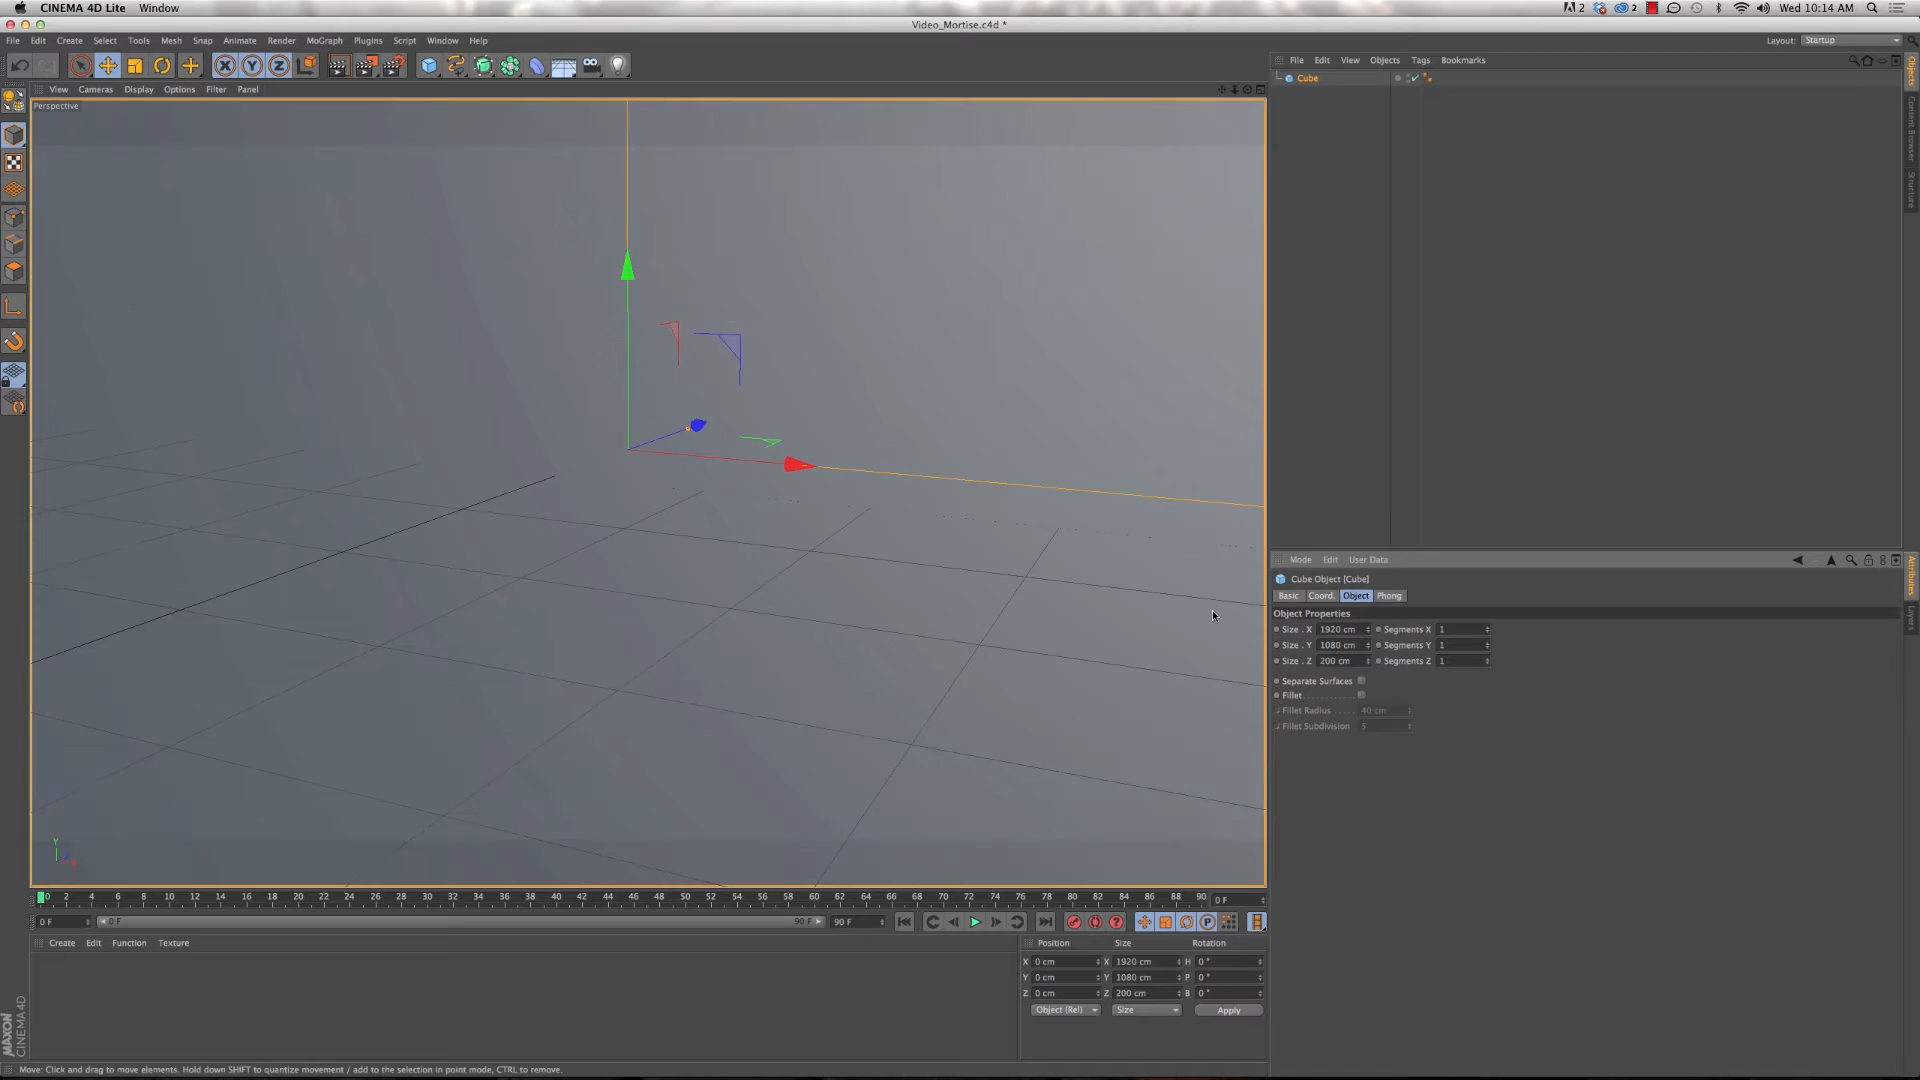 CINEMA 4D Lite Window
2 2 Wed 10:14 AM
Video_Mortise.c4d *
File Edit Create Select Tools Mesh Snap Animate Render MoGraph Plugins Script Window Help
Layout: Startup
X Y Z
File Edit View Objects Tags Bookmarks
Cube
View Cameras Display Options Filter Panel
Perspective
Objects
Content Browser
Structure
Mode Edit User Data
Cube Object [Cube]
Basic Coord. Object Phong
Object Properties
Size . X 1920 cm Segments X 1
Size . Y 1080 cm Segments Y 1
Size . Z 200 cm Segments Z 1
Separate Surfaces
Fillet
Fillet Radius 40 cm
Fillet Subdivision 5
Attributes
Layers
Y
0 2 4 6 8 10 12 14 16 18 20 22 24 26 28 30 32 34 36 38 40 42 44 46 48 50 52 54 56 58 60 62 64 66 68 70 72 74 76 78 80 82 84 86 88 90 0 F
0 F 0 F 90 F 90 F
Create Edit Function Texture
Position Size Rotation
X 0 cm X 1920 cm H 0 °
Y 0 cm Y 1080 cm P 0 °
Z 0 cm Z 200 cm B 0 °
Object (Rel) Size Apply
MAXON
CINEMA 4D
Move: Click and drag to move elements. Hold down SHIFT to quantize movement / add to the selection in point mode, CTRL to remove.